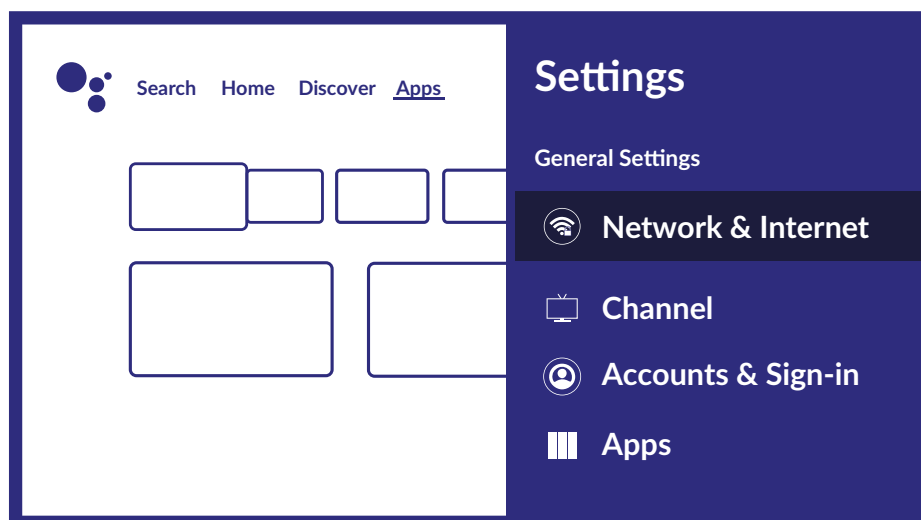 Search Home Discover Apps
Settings
General Settings
Network & Internet
Channel
Accounts & Sign-in
Apps